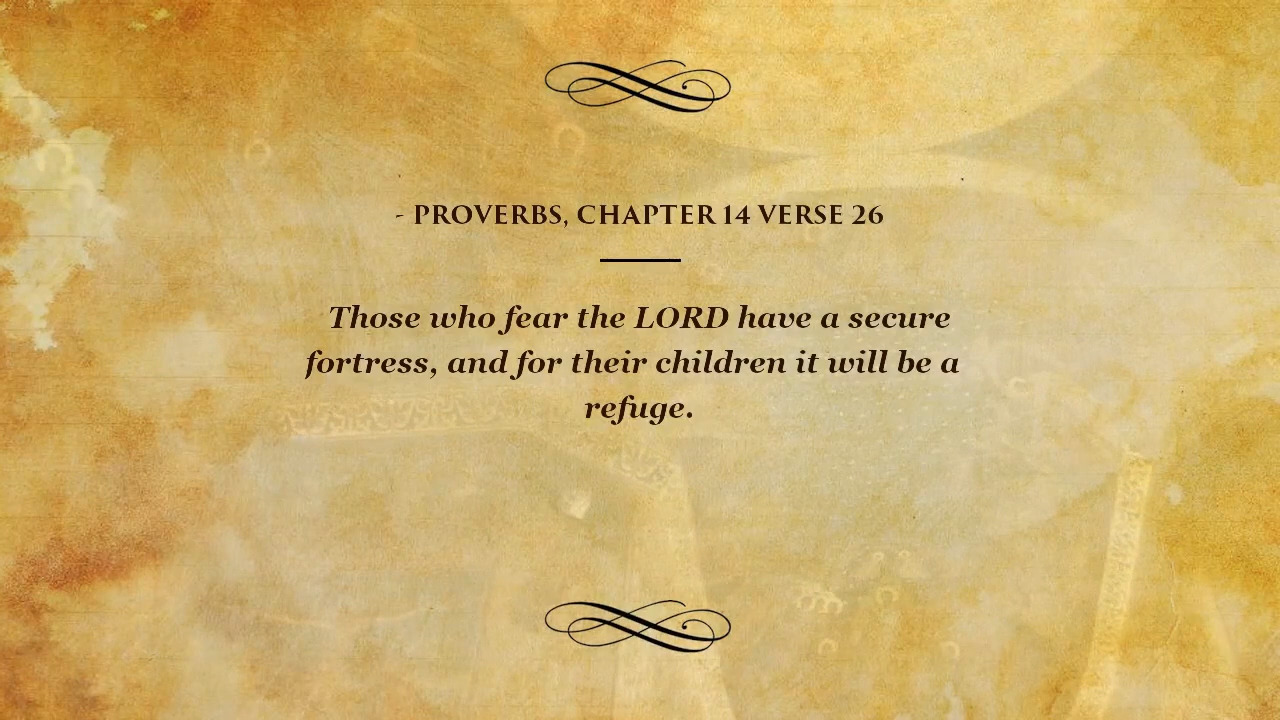 - PROVERBS, CHAPTER 14 VERSE 26
Those who fear the LORD have a secure
fortress, and for their children it will be a
refuge.